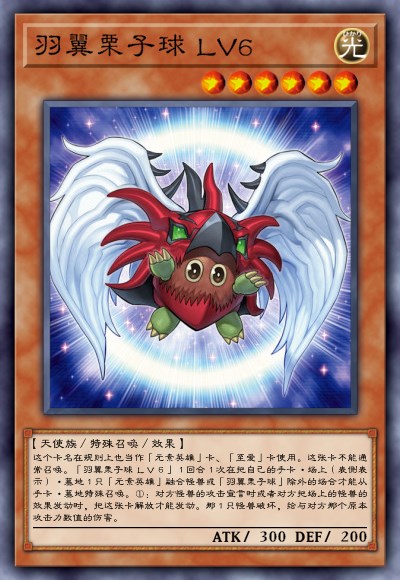 羽翼栗子球 LV6
ひかり
光
【天使族／特殊召唤／效果】
这个卡名在规则上也当作「元素英雄」卡、「至爱」卡使用。这张卡不能通
常召唤。「羽翼栗子球 LV6」1回合1次在把自己的手卡·场上（表侧表
示）·墓地1只「元素英雄」融合怪兽或「羽翼栗子球」除外的场合才能从
手卡·墓地特殊召唤。①：对方怪兽的攻击宣言时或者对方把场上的怪兽的
效果发动时，把这张卡解放才能发动。那1只怪兽破坏，给与对方那个原本
攻击力数值的伤害。
ATK/ 300 DEF/ 200